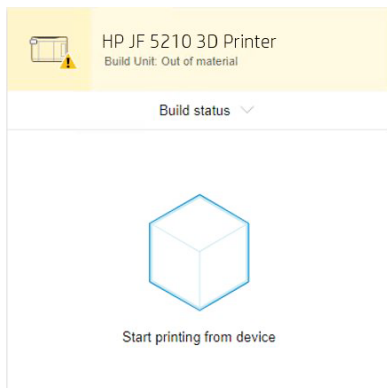 HP JF 5210 3D Printer
Build Unit: Out of material
Build status
Start printing from device